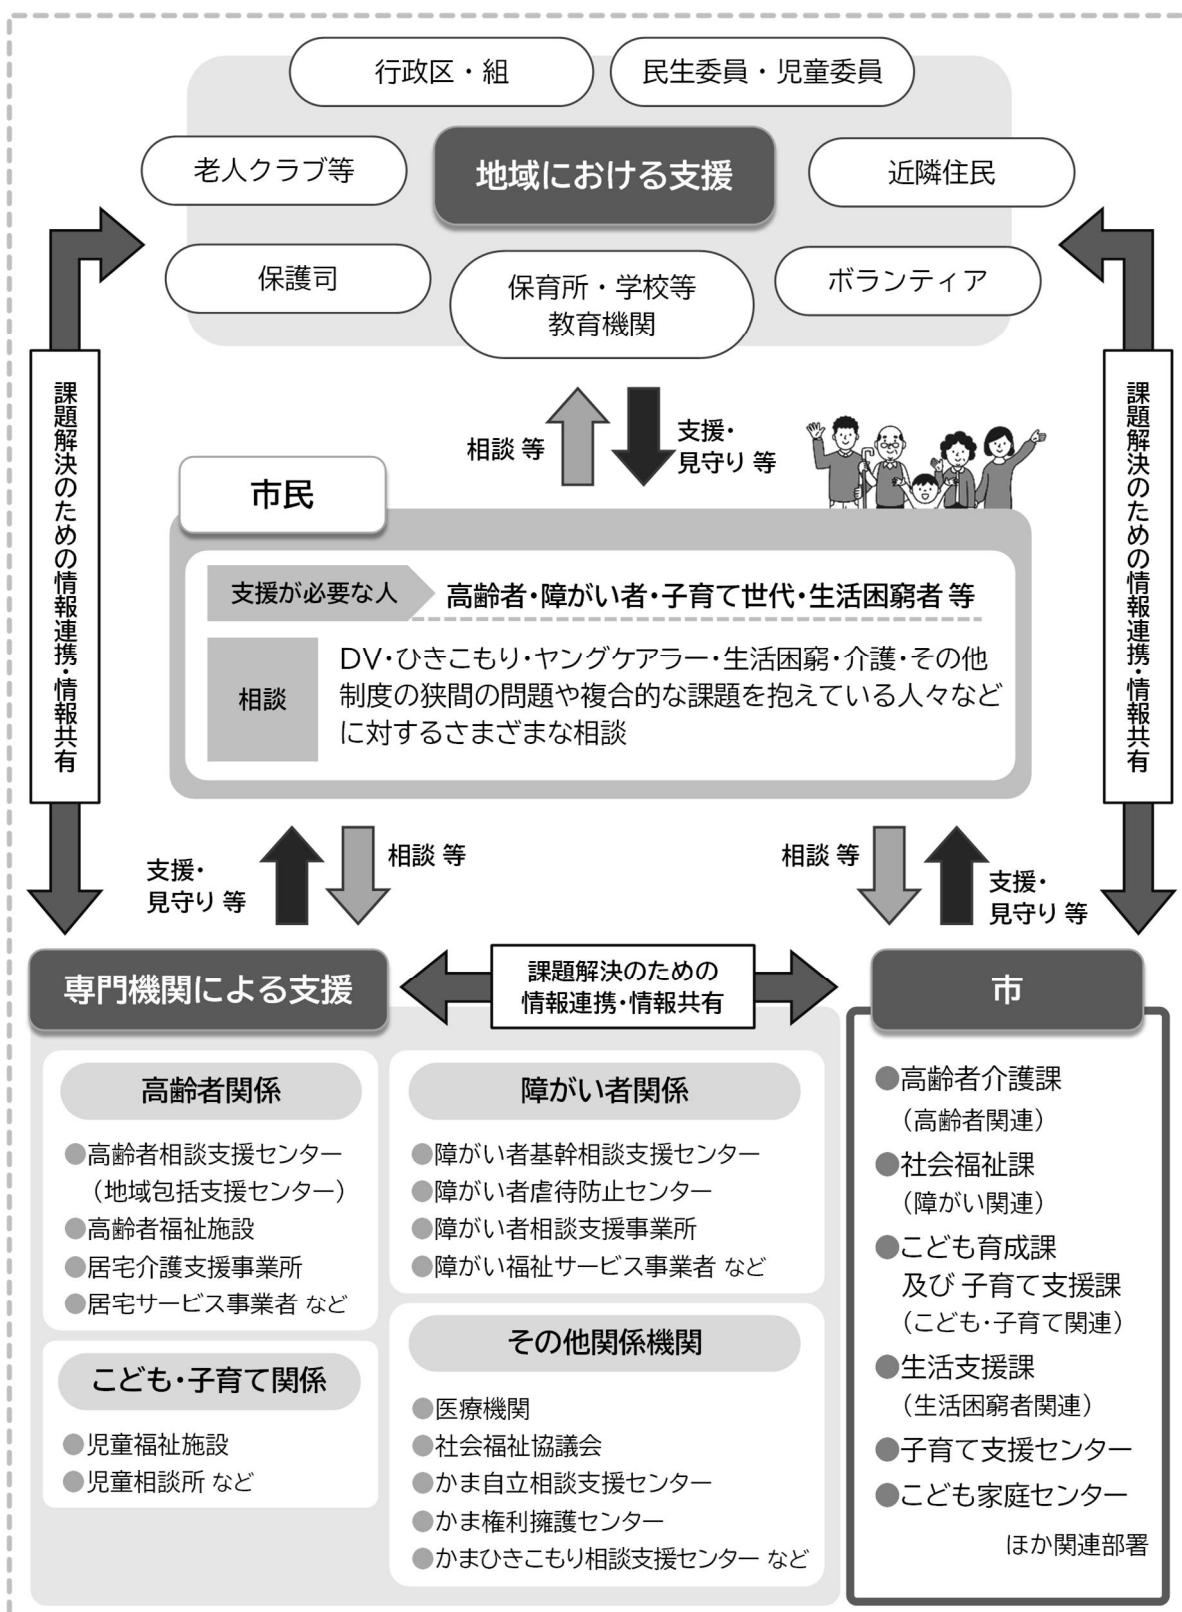 行政区・組
民生委員・児童委員
老人クラブ等
地域における支援
近隣住民
保護司
保育所・学校等
教育機関
ボランティア
課題解決のための情報連携・情報共有
課題解決のための情報連携・情報共有
相談 等
支援・
見守り 等
市民
支援が必要な人
高齢者・障がい者・子育て世代・生活困窮者 等
相談
DV・ひきこもり・ヤングケアラー・生活困窮・介護・その他
制度の狭間の問題や複合的な課題を抱えている人々など
に対するさまざまな相談
支援・
見守り 等
相談 等
相談 等
支援・
見守り 等
専門機関による支援
課題解決のための
情報連携・情報共有
市
高齢者関係
●高齢者相談支援センター
（地域包括支援センター）
●高齢者福祉施設
●居宅介護支援事業所
●居宅サービス事業者 など
障がい者関係
●障がい者基幹相談支援センター
●障がい者虐待防止センター
●障がい者相談支援事業所
●障がい福祉サービス事業者 など
こども・子育て関係
●児童福祉施設
●児童相談所 など
その他関係機関
●医療機関
●社会福祉協議会
●かま自立相談支援センター
●かま権利擁護センター
●かまひきこもり相談支援センター など
●高齢者介護課
（高齢者関連）
●社会福祉課
（障がい関連）
●こども育成課
及び 子育て支援課
（こども・子育て関連）
●生活支援課
（生活困窮者関連）
●子育て支援センター
●こども家庭センター
ほか関連部署